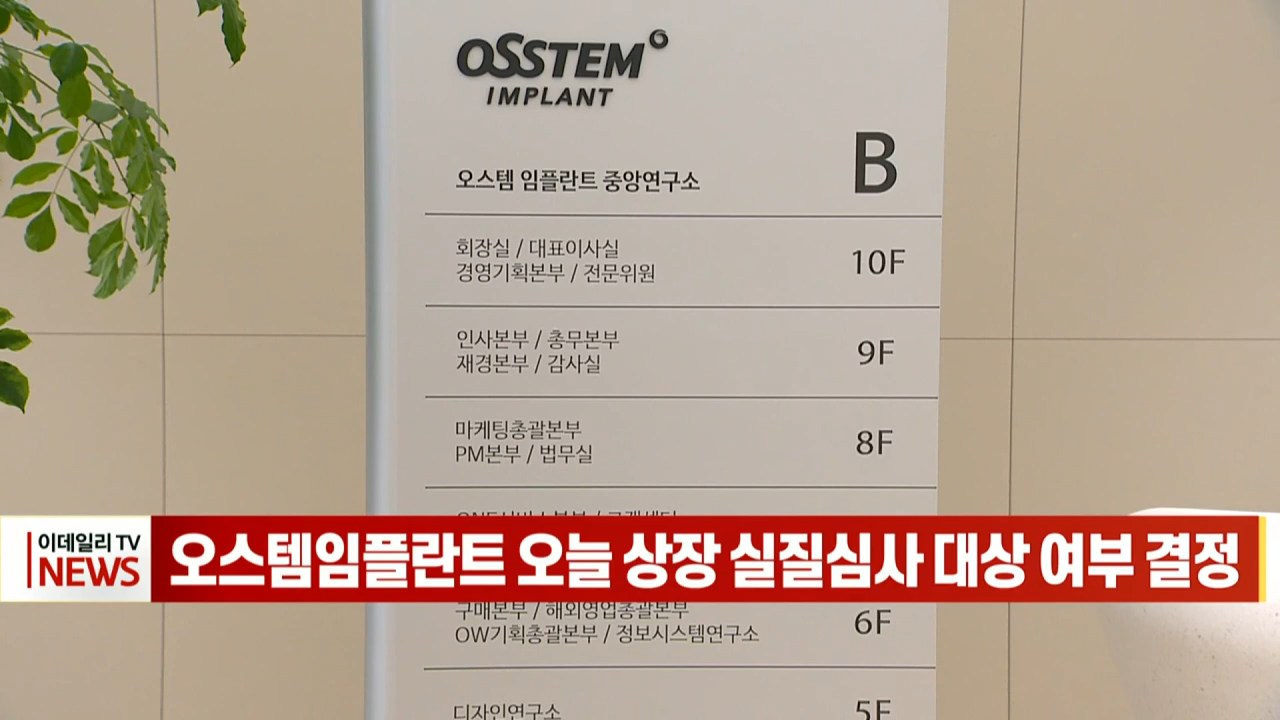 OSSTEM
IMPLANT
오스템 임플란트 중앙연구소
B
회장실 / 대표이사실
경영기획본부 / 전문위원
10F
인사본부 / 총무본부
재경본부 / 감사실
9F
마케팅총괄본부
PM본부 / 법무실
8F
이데일리 TV
NEWS
오스템임플란트 오늘 상장 실질심사 대상 여부 결정
구매본부 / 해외영업총괄본부
OW기획총괄본부 / 정보시스템연구소
6F
디자인연구소
5F